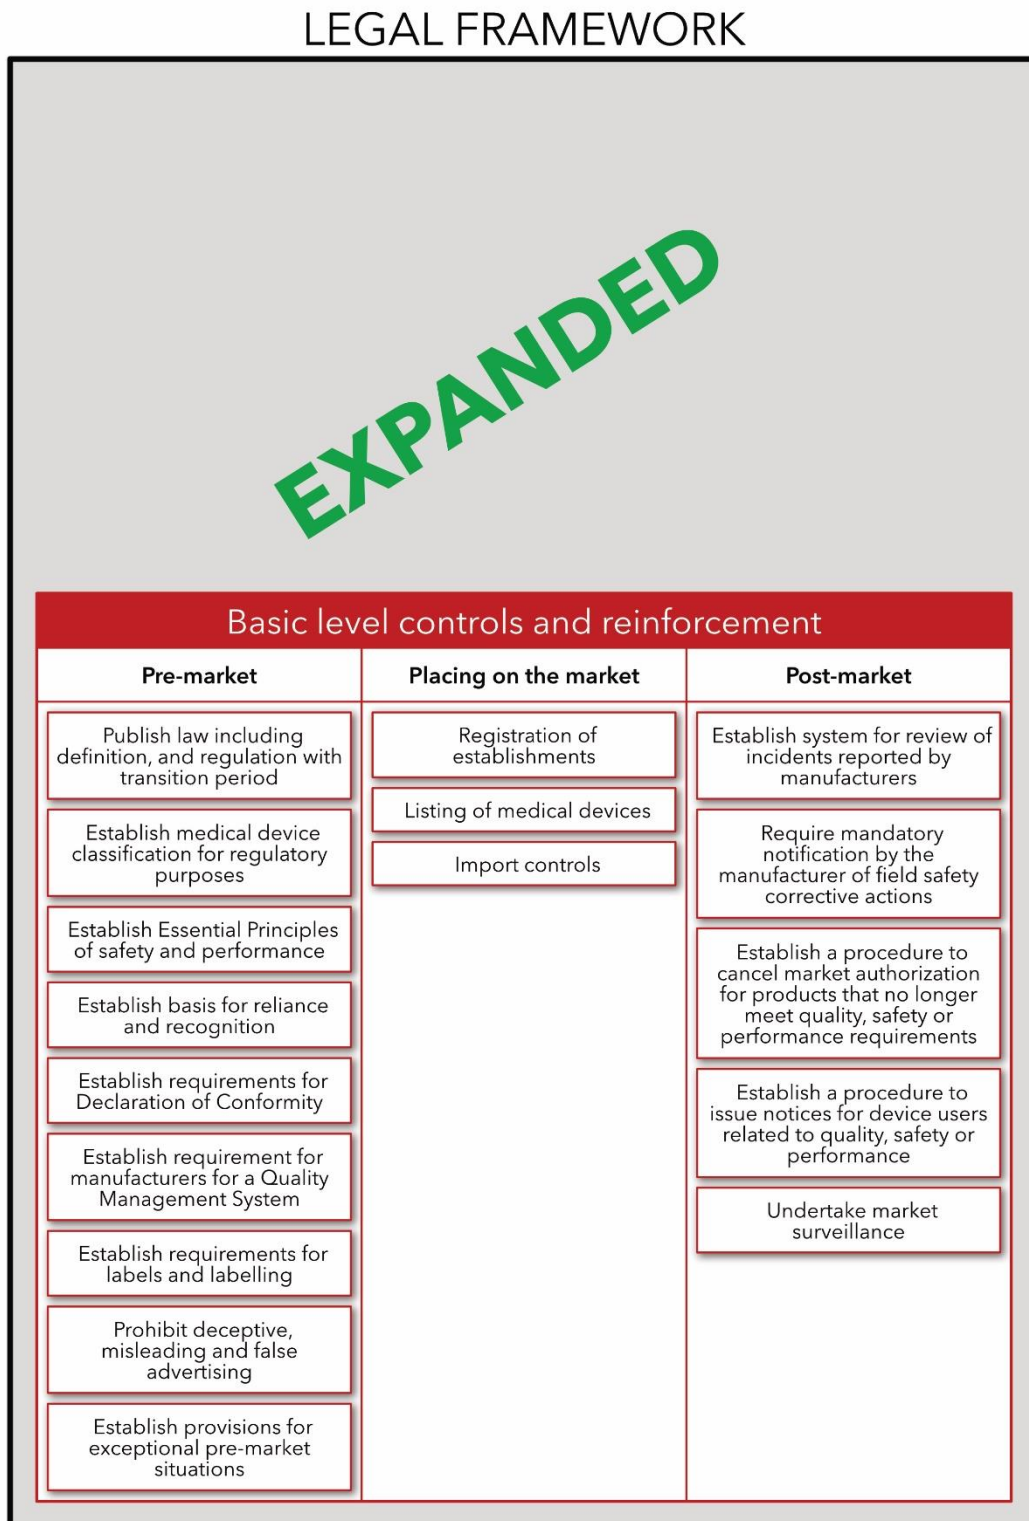 LEGAL FRAMEWORK
EXPANDED
Basic level controls and reinforcement
Pre-market
Publish law including
definition, and regulation with
transition period
Establish medical device
classification for regulatory
purposes
Establish Essential Principles
of safety and performance
Establish basis for reliance
and recognition
Establish requirements for
Declaration of Conformity
Establish requirement for
manufacturers for a Quality
Management System
Establish requirements for
labels and labelling
Prohibit deceptive,
misleading and false
advertising
Establish provisions for
exceptional pre-market
situations
Placing on the market
Registration of
establishments
Listing of medical devices
Import controls
Post-market
Establish system for review of
incidents reported by
manufacturers
Require mandatory
notification by the
manufacturer of field safety
corrective actions
Establish a procedure to
cancel market authorization
for products that no longer
meet quality, safety or
performance requirements
Establish a procedure to
issue notices for device users
related to quality, safety or
performance
Undertake market
surveillance